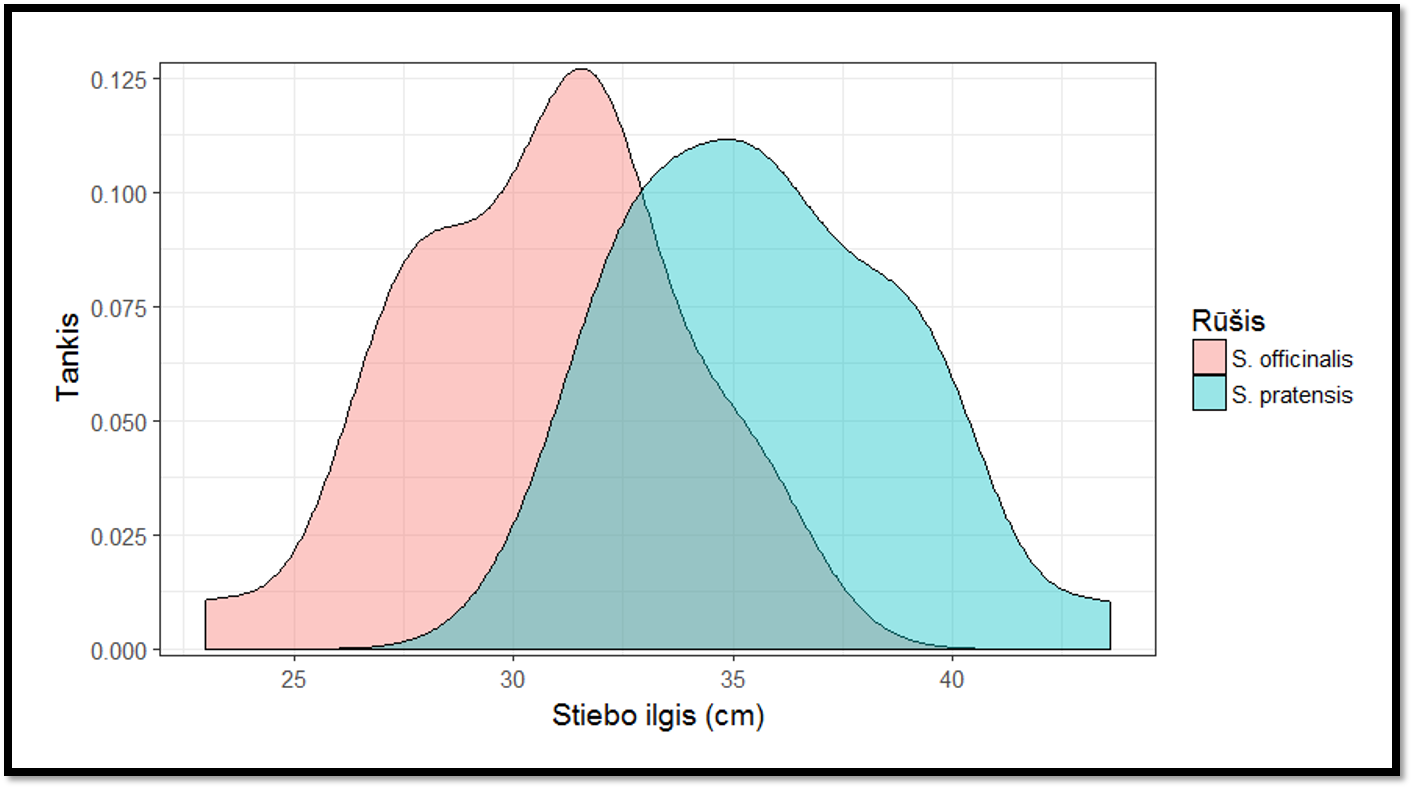 0.125
0.100
0.075
0.050
0.025
0.000
Tankis
25 30 35 40
Stiebo ilgis (cm)
Rūšis
S. officinalis
S. pratensis